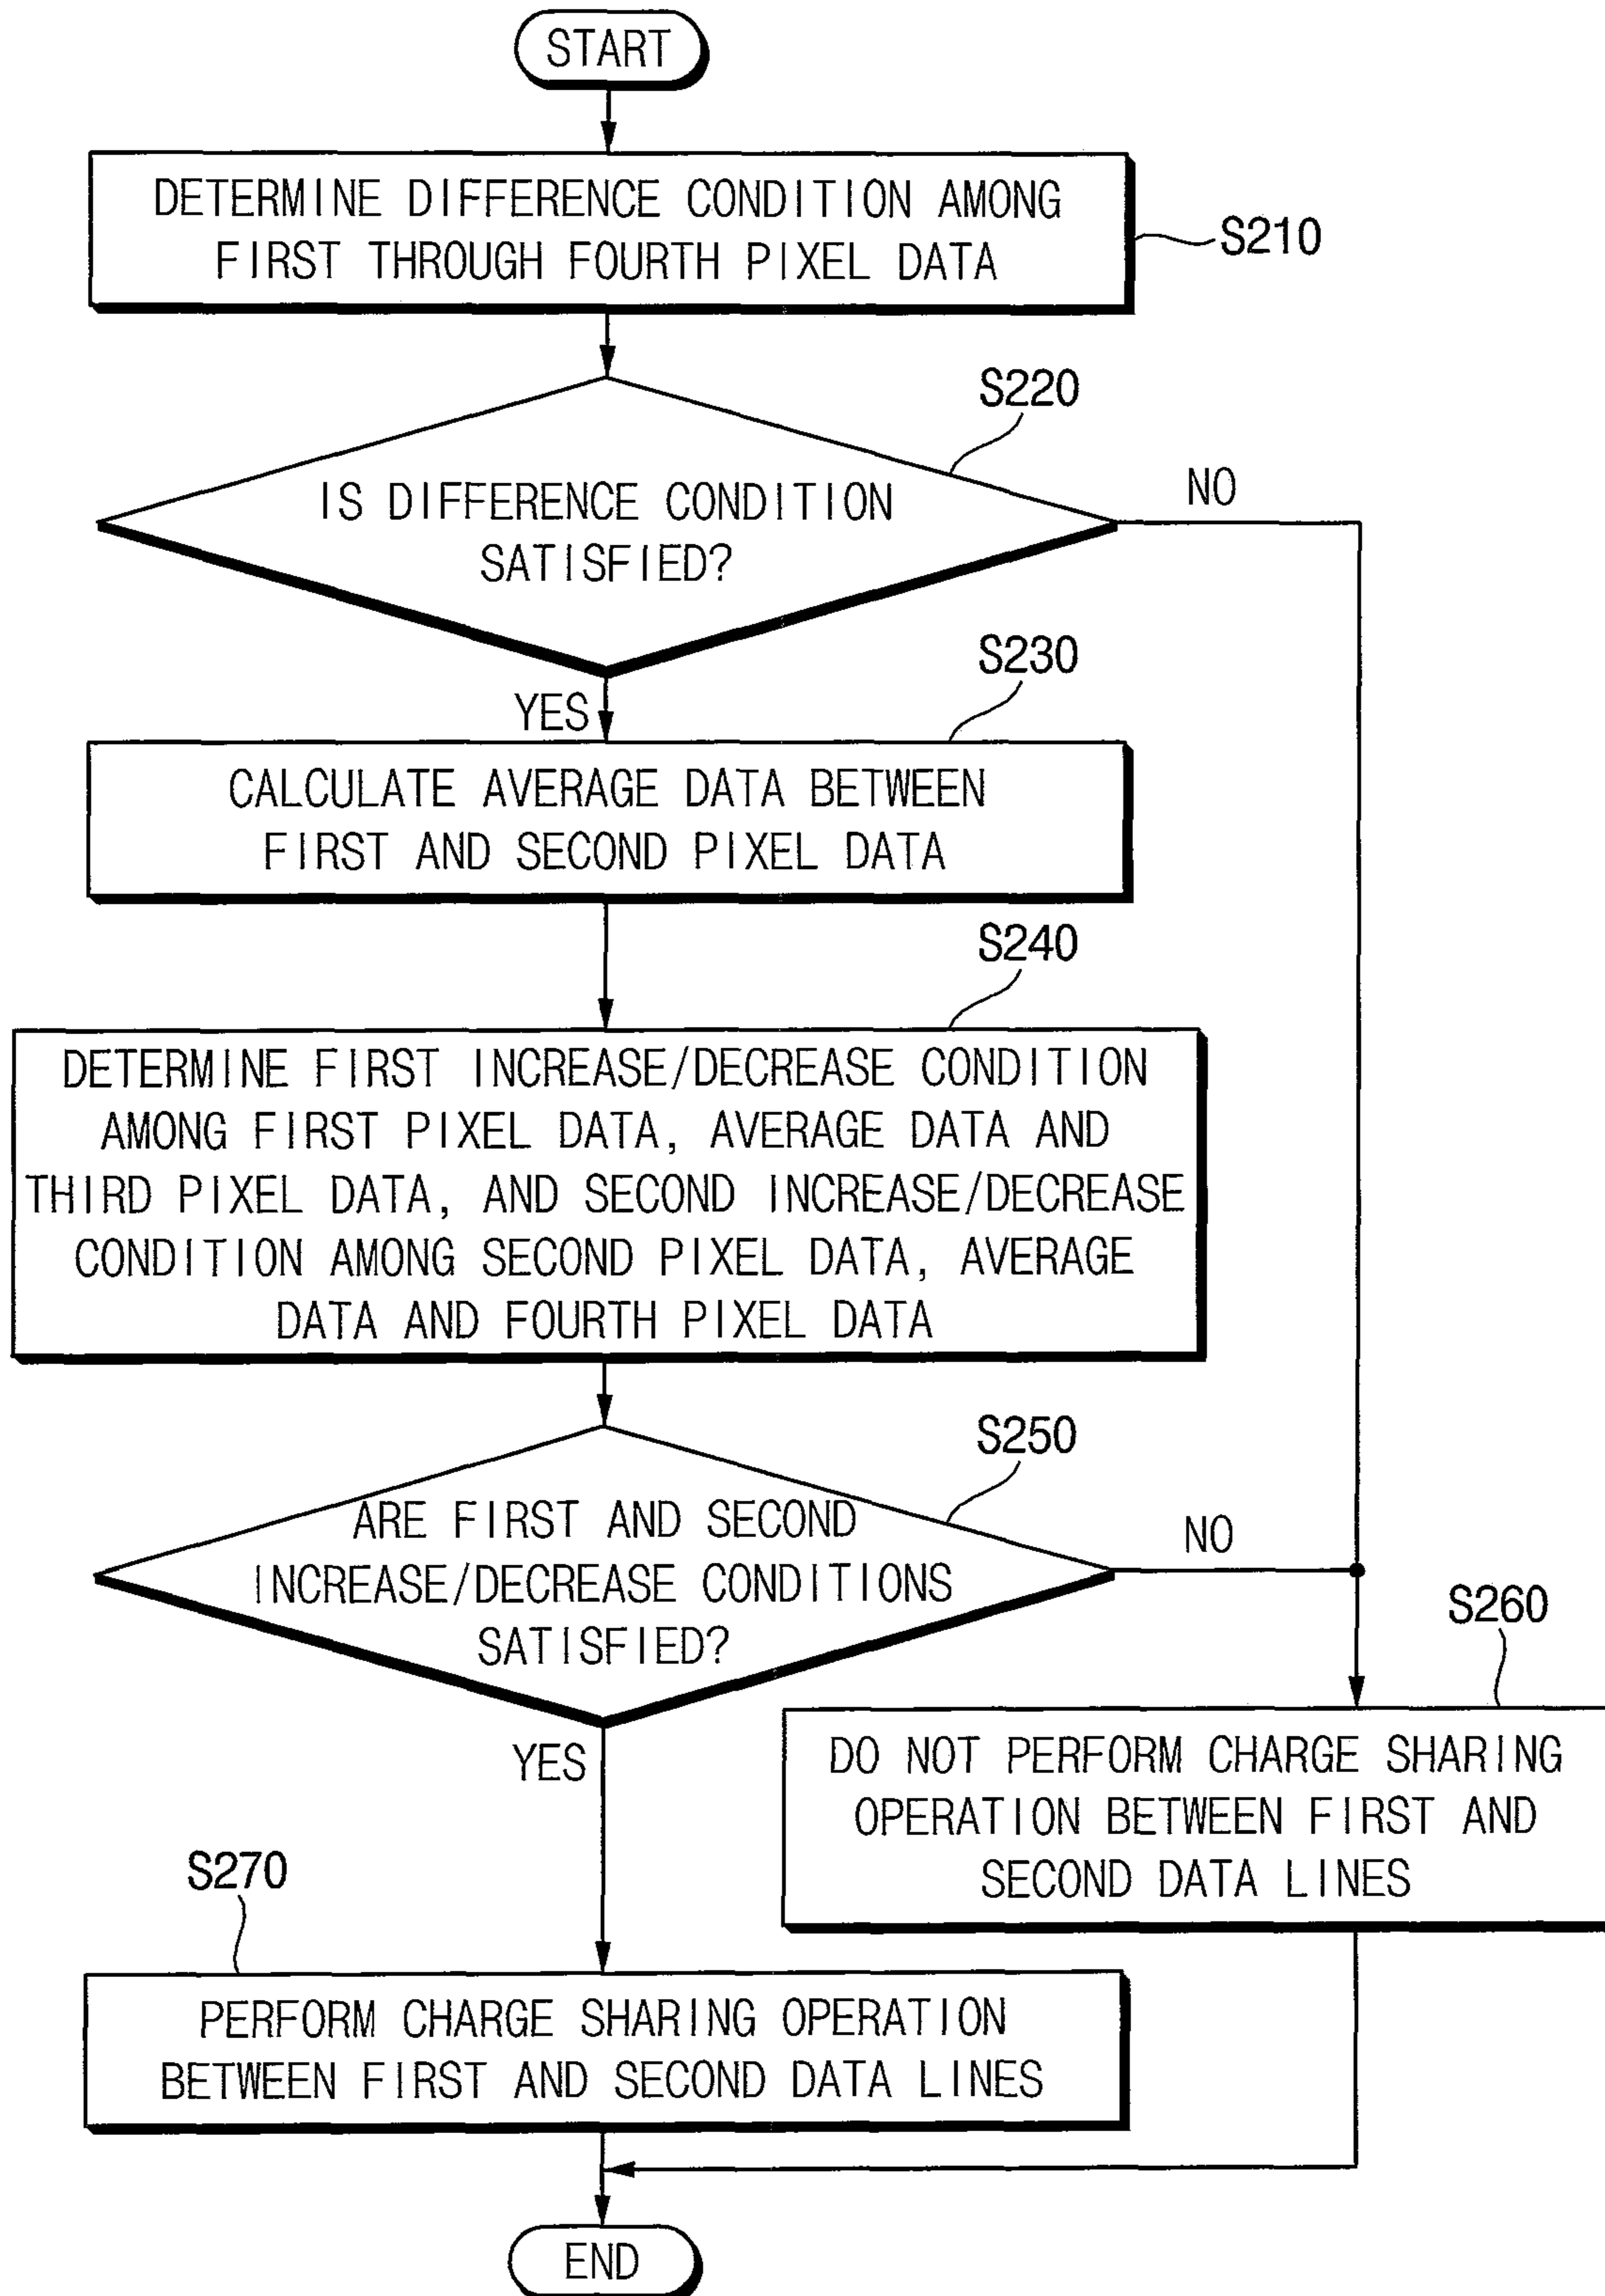 START
DETERMINE DIFFERENCE CONDITION AMONG
FIRST THROUGH FOURTH PIXEL DATA
S210
S220
IS DIFFERENCE CONDITION
SATISFIED?
NO
YES
S230
CALCULATE AVERAGE DATA BETWEEN
FIRST AND SECOND PIXEL DATA
S240
DETERMINE FIRST INCREASE/DECREASE CONDITION
AMONG FIRST PIXEL DATA, AVERAGE DATA AND
THIRD PIXEL DATA, AND SECOND INCREASE/DECREASE
CONDITION AMONG SECOND PIXEL DATA, AVERAGE
DATA AND FOURTH PIXEL DATA
S250
ARE FIRST AND SECOND
INCREASE/DECREASE CONDITIONS
SATISFIED?
NO
YES
S260
DO NOT PERFORM CHARGE SHARING
OPERATION BETWEEN FIRST AND
SECOND DATA LINES
S270
PERFORM CHARGE SHARING OPERATION
BETWEEN FIRST AND SECOND DATA LINES
END